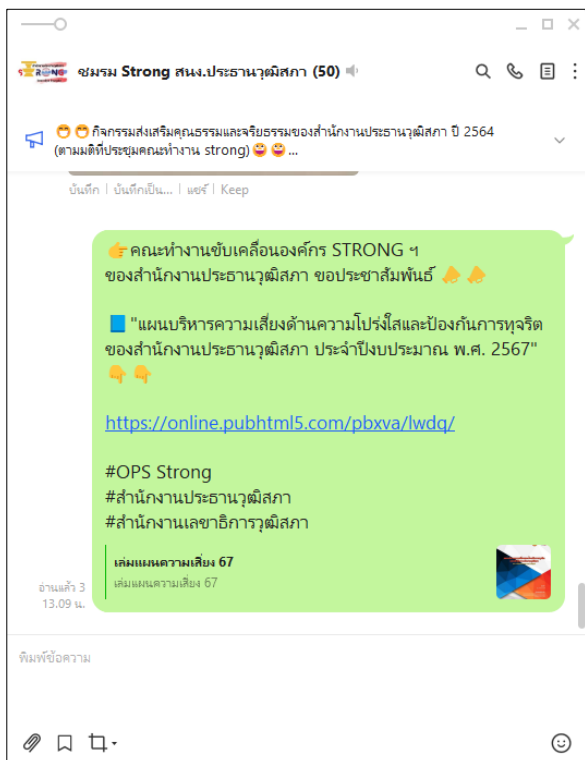 STRONG
ชมรม Strong สนง.ประธานวุฒิสภา (50)
😁😁กิจกรรมส่งเสริมคุณธรรมและจริยธรรมของสำนักงานประธานวุฒิสภา ปี 2564
(ตามมติที่ประชุมคณะทำงาน strong)😆😆...
บันทึก | บันทึกเป็น... | แชร์ | Keep
👉คณะทำงานขับเคลื่อนองค์กร STRONG ฯ
ของสำนักงานประธานวุฒิสภา ขอประชาสัมพันธ์ 📣📣
📘 "แผนบริหารความเสี่ยงด้านความโปร่งใสและป้องกันการทุจริต
ของสำนักงานประธานวุฒิสภา ประจำปีงบประมาณ พ.ศ. 2567"
👇👇
https://online.pubhtml5.com/pbxva/lwdq/
#OPS Strong
#สำนักงานประธานวุฒิสภา
#สำนักงานเลขาธิการวุฒิสภา
เล่มแผนความเสี่ยง 67
เล่มแผนความเสี่ยง 67
อ่านแล้ว 3
13.09 น.
พิมพ์ข้อความ